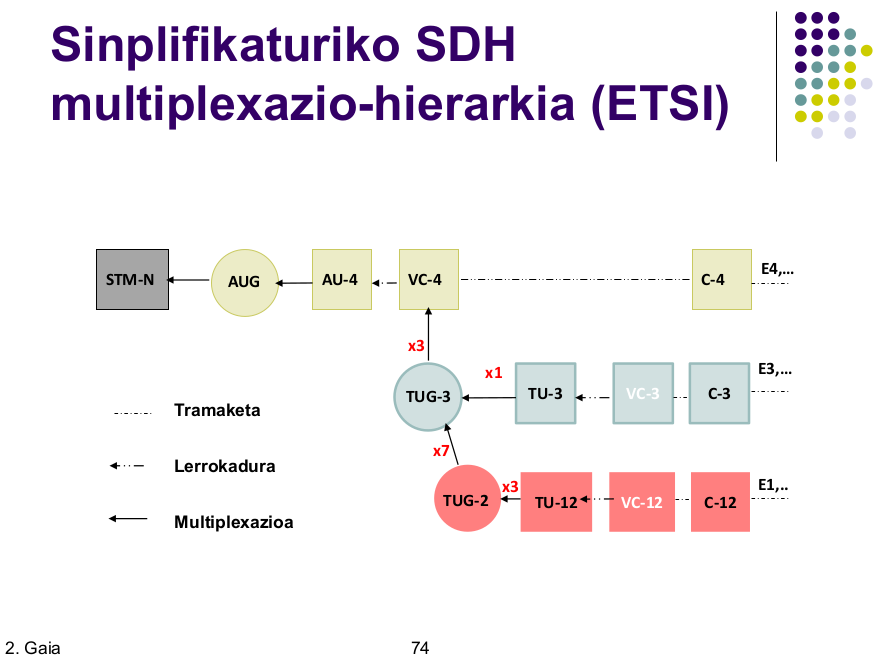 Sinplifikaturiko SDH
multiplexazio-hierarkia (ETSI)
STM-N
AUG
AU-4
VC-4
C-4
E4,...
x3
x1
E3,...
TUG-3
TU-3
VC-3
C-3
Tramaketa
x7
Lerrokadura
x3
E1,..
TUG-2
TU-12
VC-12
C-12
Multiplexazioa
2. Gaia
74